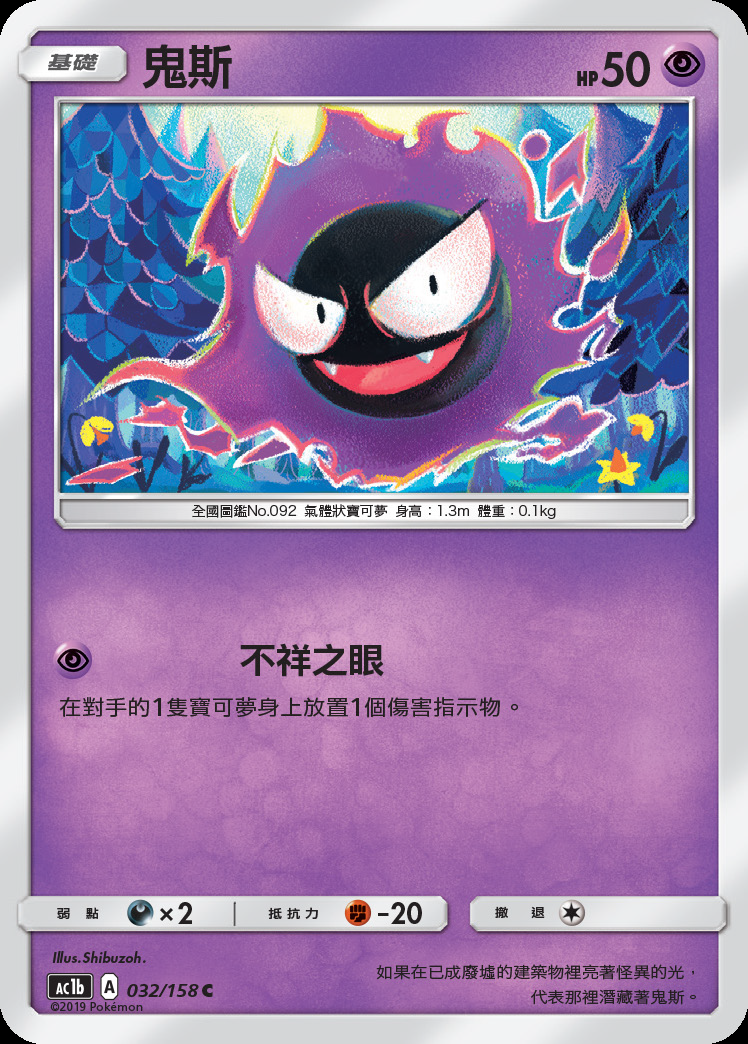 基礎 鬼斯 HP50
全國圖鑑No.092 氣體狀寶可夢 身高：1.3m 體重：0.1kg
不祥之眼
在對手的1隻寶可夢身上放置1個傷害指示物。
弱點 ×2 抵抗力 -20 撤退
Illus.Shibuzoh.
AC1b A 032/158 C
©2019 Pokémon
如果在已成廢墟的建築物裡亮著怪異的光，
代表那裡潛藏著鬼斯。